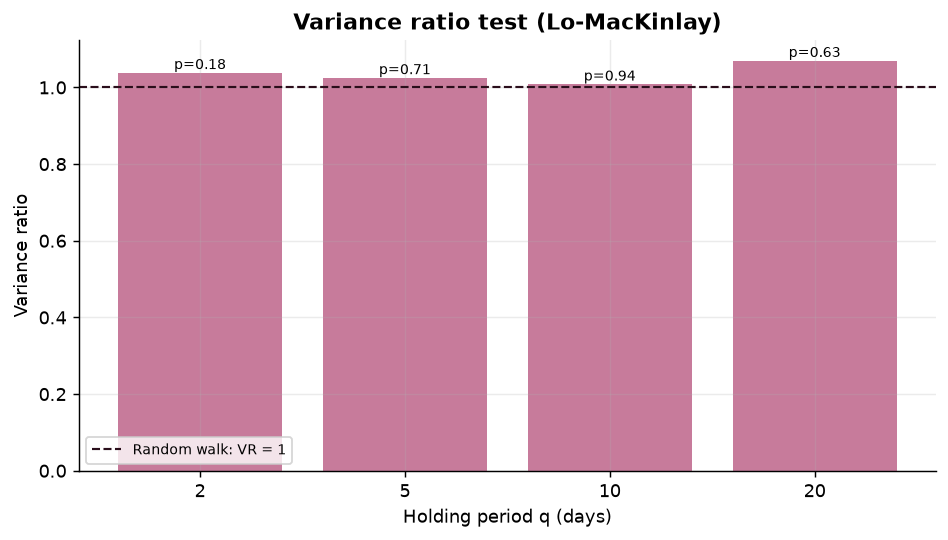 Variance ratio test (Lo-MacKinlay)
p=0.18
p=0.71
p=0.94
p=0.63
1.0
0.8
0.6
0.4
0.2
0.0
Variance ratio
Random walk: VR = 1
2
5
10
20
Holding period q (days)